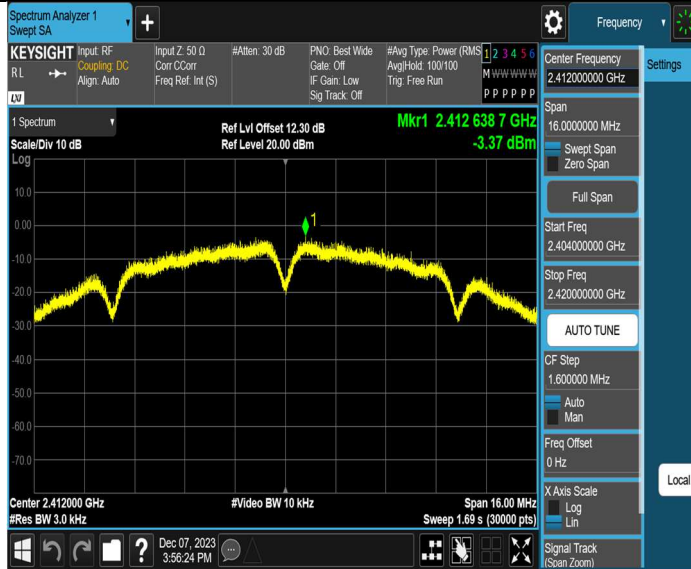 Spectrum Analyzer 1
Swept SA
Frequency
KEYSIGHT
Input: RF
Coupling: DC
Align: Auto
Input Z: 50 Ω
Corr CCorr
Freq Ref: Int (S)
#Atten: 30 dB
PNO: Best Wide
Gate: Off
IF Gain: Low
Sig Track: Off
#Avg Type: Power (RMS
Avg|Hold: 100/100
Trig: Free Run
1 2 3 4 5 6
M W W W W W
P P P P P P
R L
LXI
1 Spectrum
Scale/Div 10 dB
Log
Ref Lvl Offset 12.30 dB
Ref Level 20.00 dBm
Mkr1 2.412 638 7 GHz
-3.37 dBm
1
10.0
0.00
-10.0
-20.0
-30.0
-40.0
-50.0
-60.0
-70.0
Center 2.412000 GHz
#Res BW 3.0 kHz
#Video BW 10 kHz
Span 16.00 MHz
Sweep 1.69 s (30000 pts)
Dec 07, 2023
3:56:24 PM
?
Center Frequency
2.412000000 GHz
Span
16.0000000 MHz
Swept Span
Zero Span
Full Span
Start Freq
2.404000000 GHz
Stop Freq
2.420000000 GHz
AUTO TUNE
CF Step
1.600000 MHz
Auto
Man
Freq Offset
0 Hz
X Axis Scale
Log
Lin
Signal Track
(Span Zoom)
Settings
Local